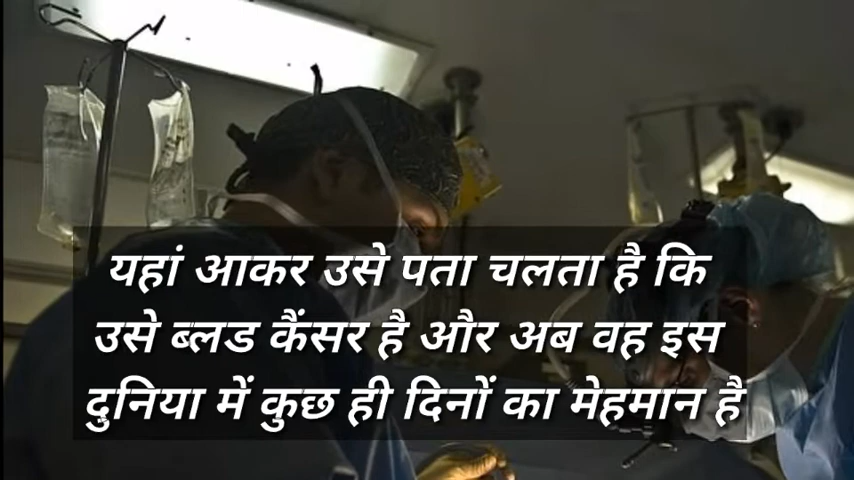 यहां आकर उसे पता चलता है कि
उसे ब्लड कैंसर है और अब वह इस
दुनिया में कुछ ही दिनों का मेहमान है